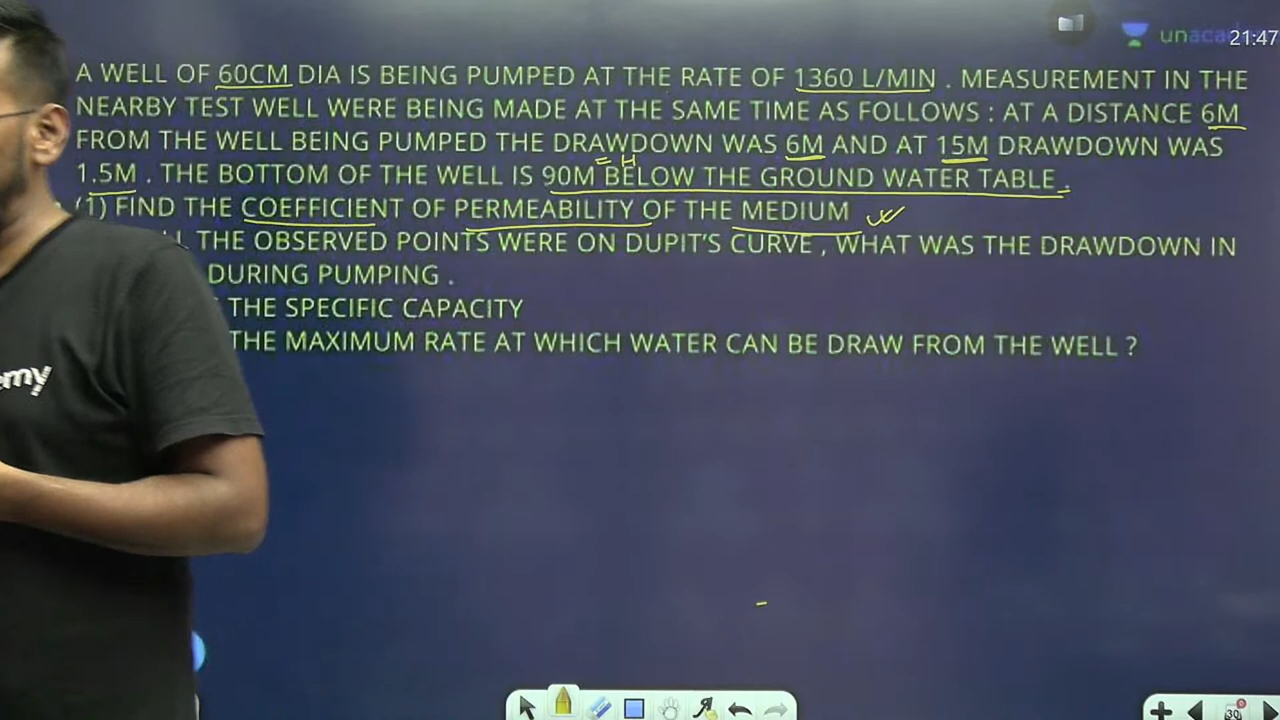 unaca
21:47
A WELL OF 60CM DIA IS BEING PUMPED AT THE RATE OF 1360 L/MIN . MEASUREMENT IN THE
NEARBY TEST WELL WERE BEING MADE AT THE SAME TIME AS FOLLOWS : AT A DISTANCE 6M
FROM THE WELL BEING PUMPED THE DRAWDOWN WAS 6M AND AT 15M DRAWDOWN WAS
= H
1.5M . THE BOTTOM OF THE WELL IS 90M BELOW THE GROUND WATER TABLE .
(1) FIND THE COEFFICIENT OF PERMEABILITY OF THE MEDIUM
THE OBSERVED POINTS WERE ON DUPIT'S CURVE , WHAT WAS THE DRAWDOWN IN
DURING PUMPING .
THE SPECIFIC CAPACITY
THE MAXIMUM RATE AT WHICH WATER CAN BE DRAW FROM THE WELL ?
emy
30